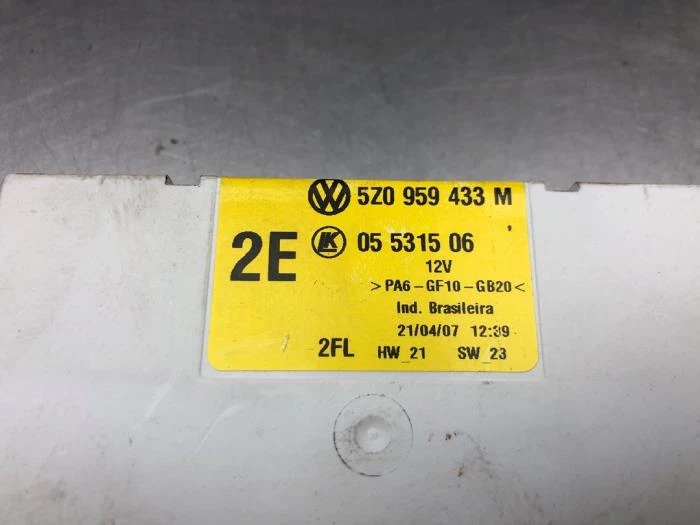 5Z0 959 433 M
2E
05 5315 06
12V
>PA6-GF10-GB20<
Ind. Brasileira
21/04/07 12:39
2FL HW_21 SW_23